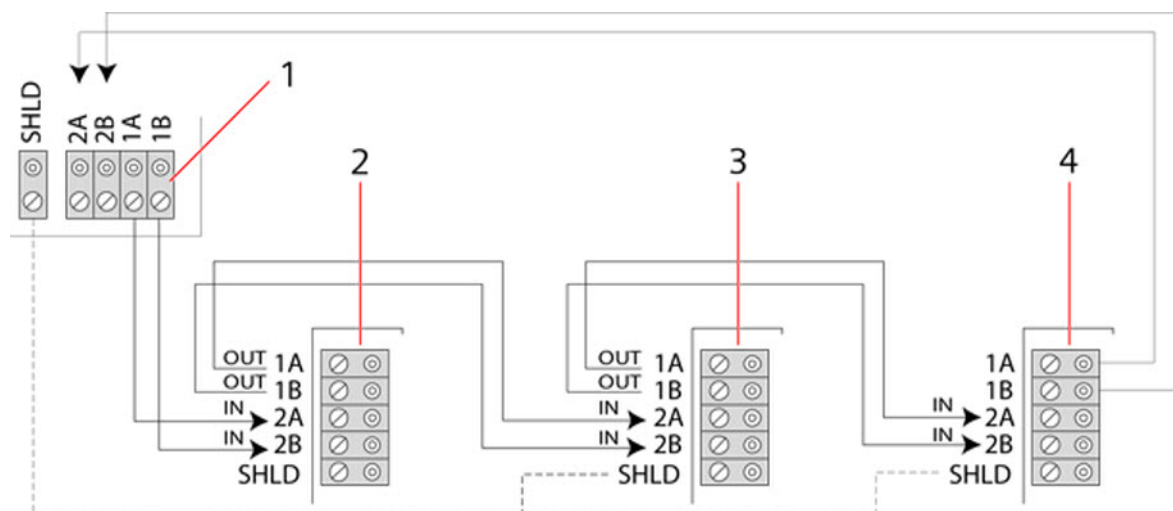 SHLD 2A 2B 1A 1B
1
2
3
4
OUT 1A
OUT 1B
IN 2A
IN 2B
SHLD
OUT 1A
OUT 1B
IN 2A
IN 2B
SHLD
1A
1B
IN 2A
IN 2B
SHLD